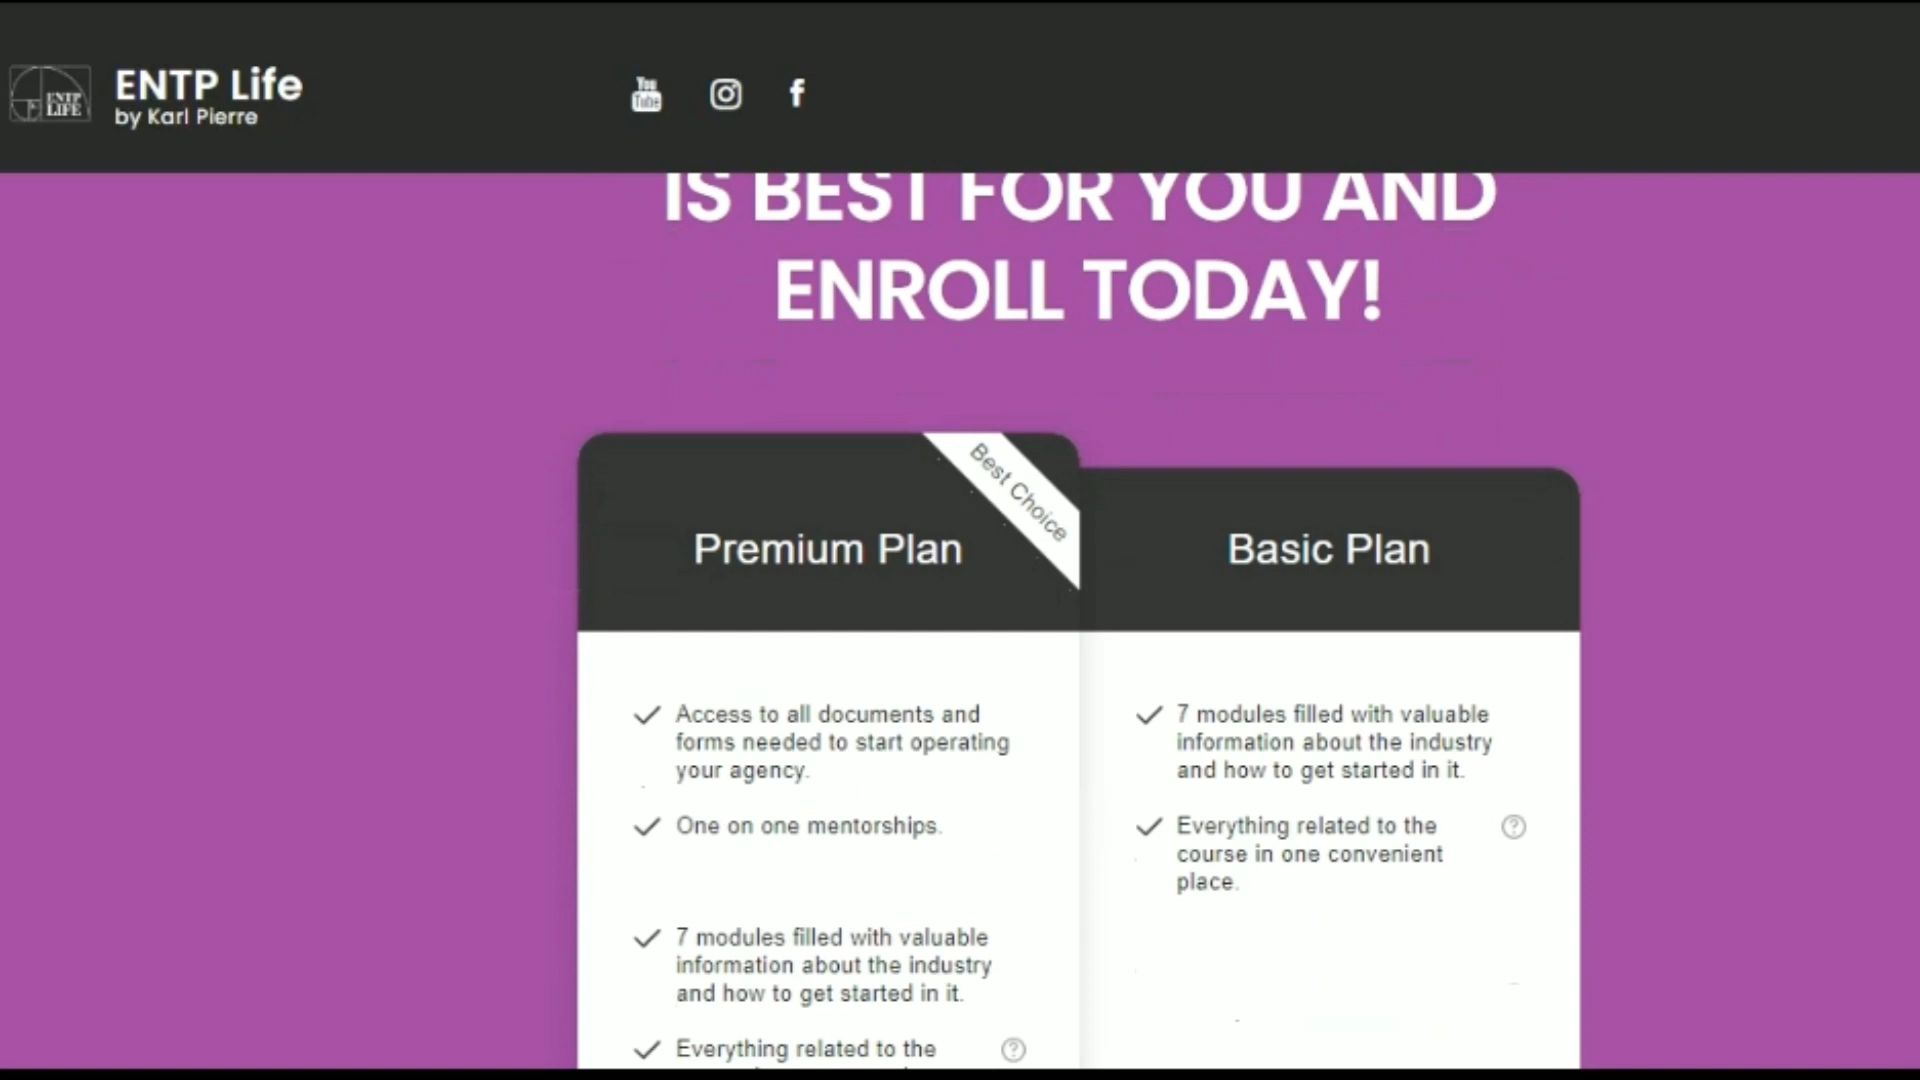 ENTP
LIFE
ENTP Life
by Karl Pierre
You
Tube
IS BEST FOR YOU AND
ENROLL TODAY!
Best Choice
Premium Plan
Access to all documents and
forms needed to start operating
your agency.
One on one mentorships.
7 modules filled with valuable
information about the industry
and how to get started in it.
Everything related to the
Basic Plan
7 modules filled with valuable
information about the industry
and how to get started in it.
Everything related to the
course in one convenient
place.